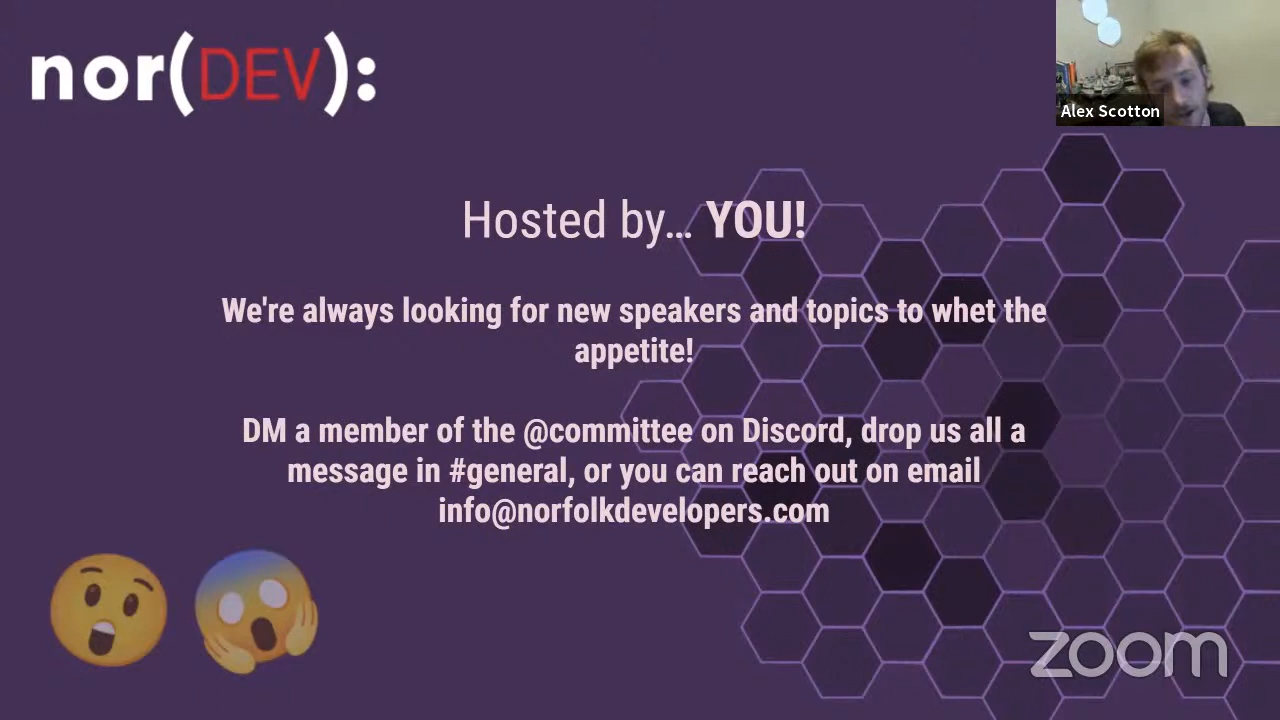 nor(DEV):
Alex Scotton
Hosted by... YOU!
We're always looking for new speakers and topics to whet the
appetite!
DM a member of the @committee on Discord, drop us all a
message in #general, or you can reach out on email
info@norfolkdevelopers.com
zoom